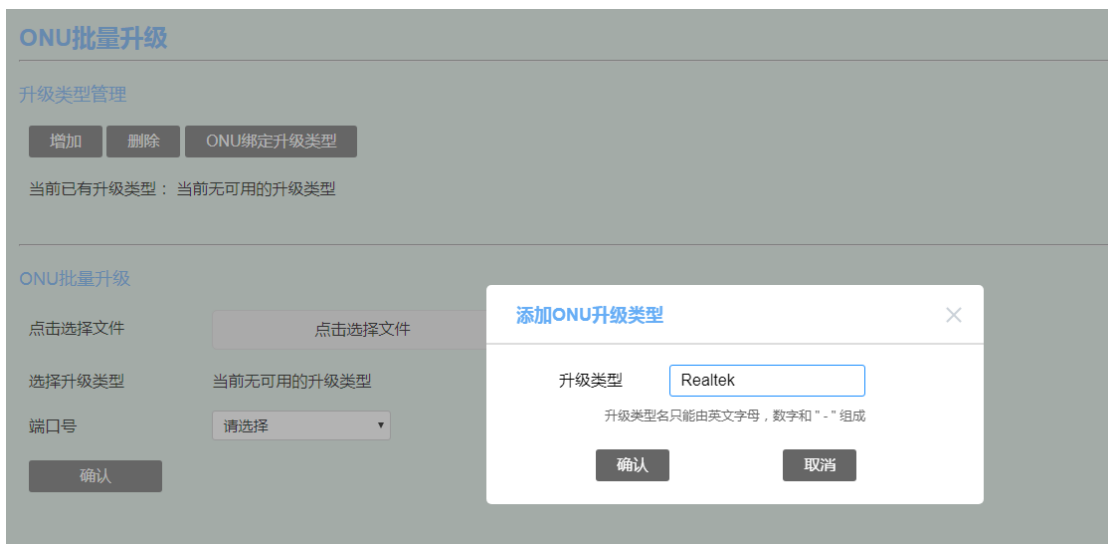 ONU批量升级
升级类型管理
增加 删除 ONU绑定升级类型
当前已有升级类型： 当前无可用的升级类型
ONU批量升级
点击选择文件 点击选择文件
选择升级类型 当前无可用的升级类型
端口号 请选择
确认
添加ONU升级类型
升级类型 Realtek
升级类型名只能由英文字母，数字和 " - " 组成
确认 取消